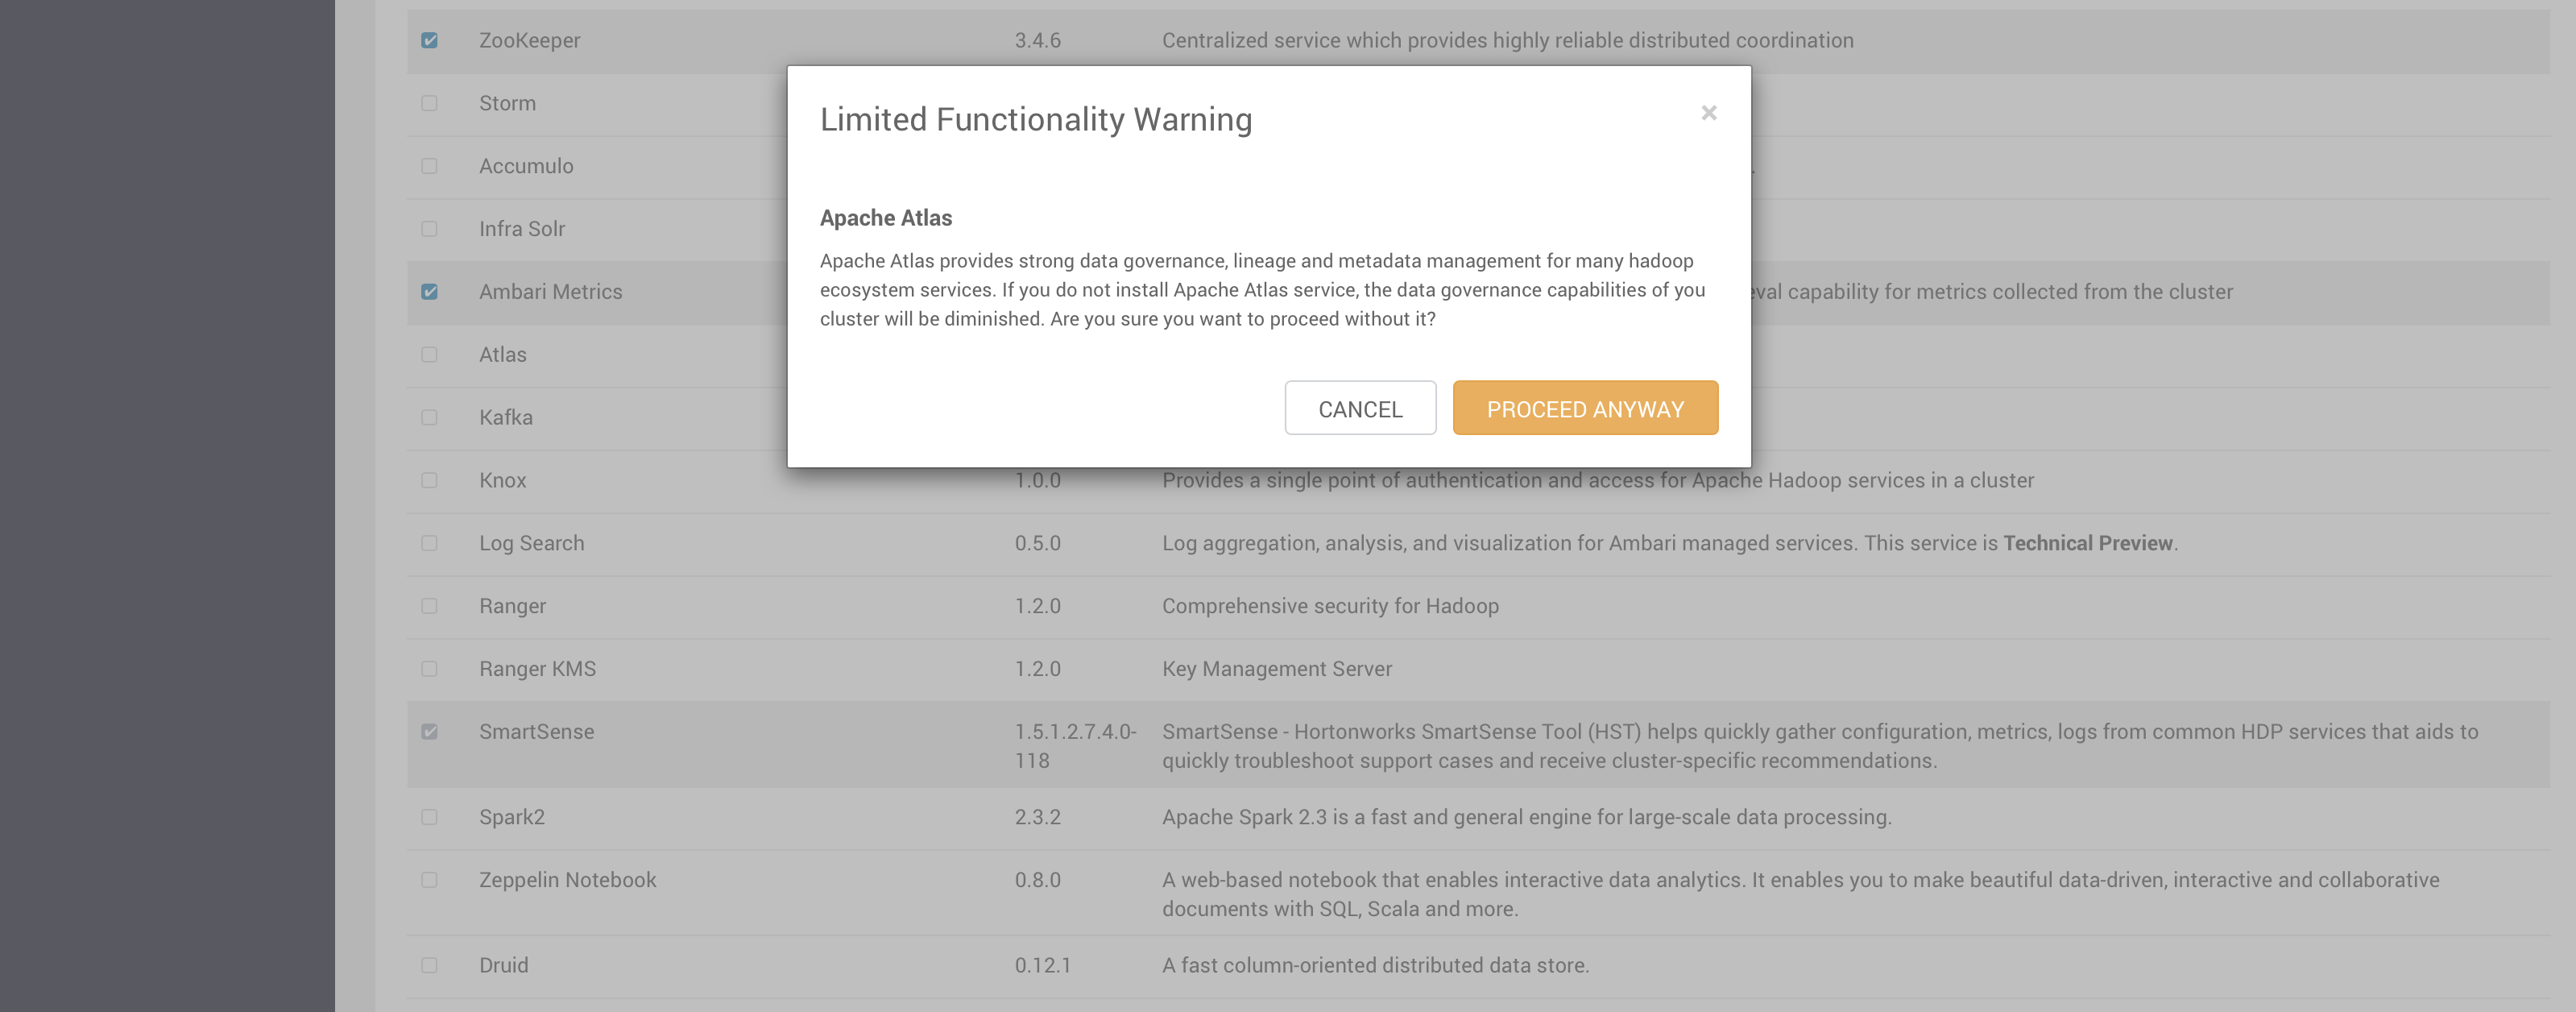 ZooKeeper 3.4.6 Centralized service which provides highly reliable distributed coordination
Storm
Limited Functionality Warning ×
Accumulo .
Infra Solr
Apache Atlas
Apache Atlas provides strong data governance, lineage and metadata management for many hadoop
ecosystem services. If you do not install Apache Atlas service, the data governance capabilities of you
cluster will be diminished. Are you sure you want to proceed without it?
Ambari Metrics capability for metrics collected from the cluster
Atlas
Kafka
CANCEL PROCEED ANYWAY
Knox 1.0.0 Provides a single point of authentication and access for Apache Hadoop services in a cluster
Log Search 0.5.0 Log aggregation, analysis, and visualization for Ambari managed services. This service is Technical Preview.
Ranger 1.2.0 Comprehensive security for Hadoop
Ranger KMS 1.2.0 Key Management Server
SmartSense 1.5.1.2.7.4.0- SmartSense - Hortonworks SmartSense Tool (HST) helps quickly gather configuration, metrics, logs from common HDP services that aids to
118 quickly troubleshoot support cases and receive cluster-specific recommendations.
Spark2 2.3.2 Apache Spark 2.3 is a fast and general engine for large-scale data processing.
Zeppelin Notebook 0.8.0 A web-based notebook that enables interactive data analytics. It enables you to make beautiful data-driven, interactive and collaborative
documents with SQL, Scala and more.
Druid 0.12.1 A fast column-oriented distributed data store.